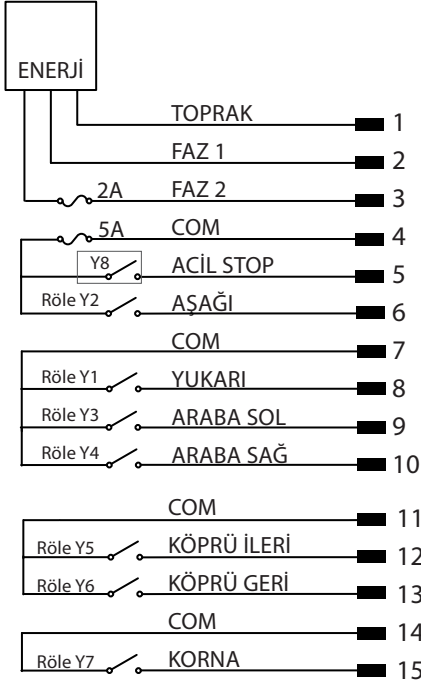 ENERJİ
TOPRAK 1
FAZ 1 2
2A FAZ 2 3
5A COM 4
Y8 ACİL STOP 5
Röle Y2 AŞAĞI 6
COM 7
Röle Y1 YUKARI 8
Röle Y3 ARABA SOL 9
Röle Y4 ARABA SAĞ 10
COM 11
Röle Y5 KÖPRÜ İLERİ 12
Röle Y6 KÖPRÜ GERİ 13
COM 14
Röle Y7 KORNA 15